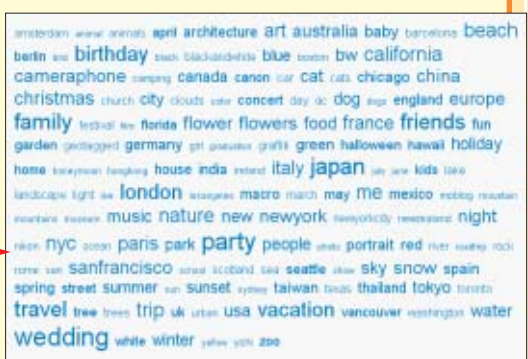 amsterdam animal animals april architecture art australia baby barcelona beach
berlin birthday black blackandwhite blue boston bw california
cameraphone camping canada canon car cat cats chicago china
christmas church city clouds color concert day dc dog dogs england europe
family festival film florida flower flowers food france friends fun
garden geotagged germany girl graffiti green halloween hawaii holiday
home honeymoon hongkong house india ireland italy japan july june kids lake
landscape light live london losangeles macro march may me mexico moblog mountain
mountains museum music nature new newyork newyorkcity newzealand night
nikon nyc ocean paris park party people photo portrait red river roadtrip rock
rome san sanfrancisco school scotland sea seattle show sky snow spain
spring street summer sun sunset sydney taiwan texas thailand tokyo toronto
travel tree trees trip uk urban usa vacation vancouver washington water
wedding white winter yellow york zoo